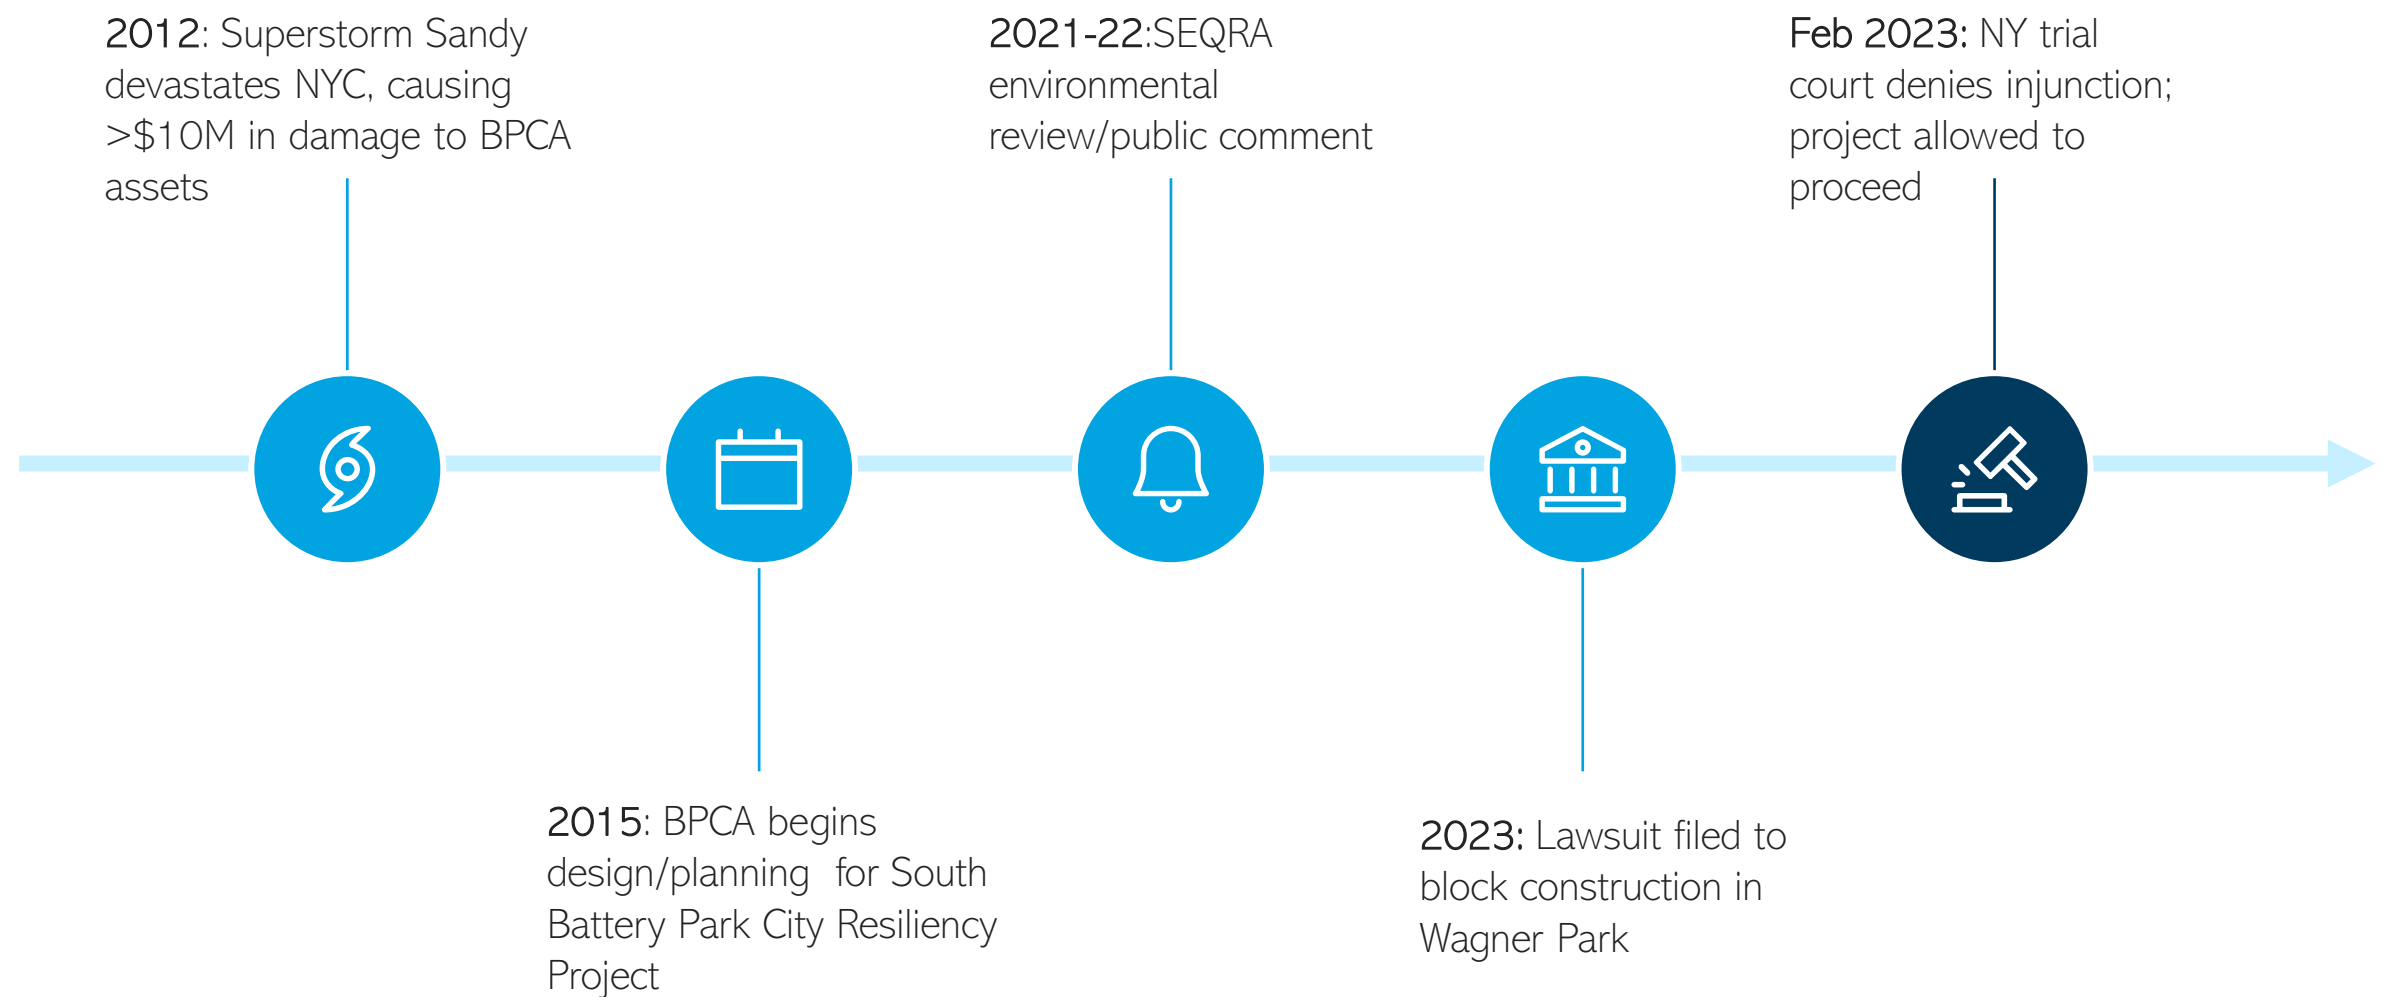 2012: Superstorm Sandy
devastates NYC, causing
>$10M in damage to BPCA
assets
2015: BPCA begins
design/planning  for South
Battery Park City Resiliency
Project
2021-22:SEQRA
environmental
review/public comment
2023: Lawsuit filed to
block construction in
Wagner Park
Feb 2023: NY trial
court denies injunction;
project allowed to
proceed